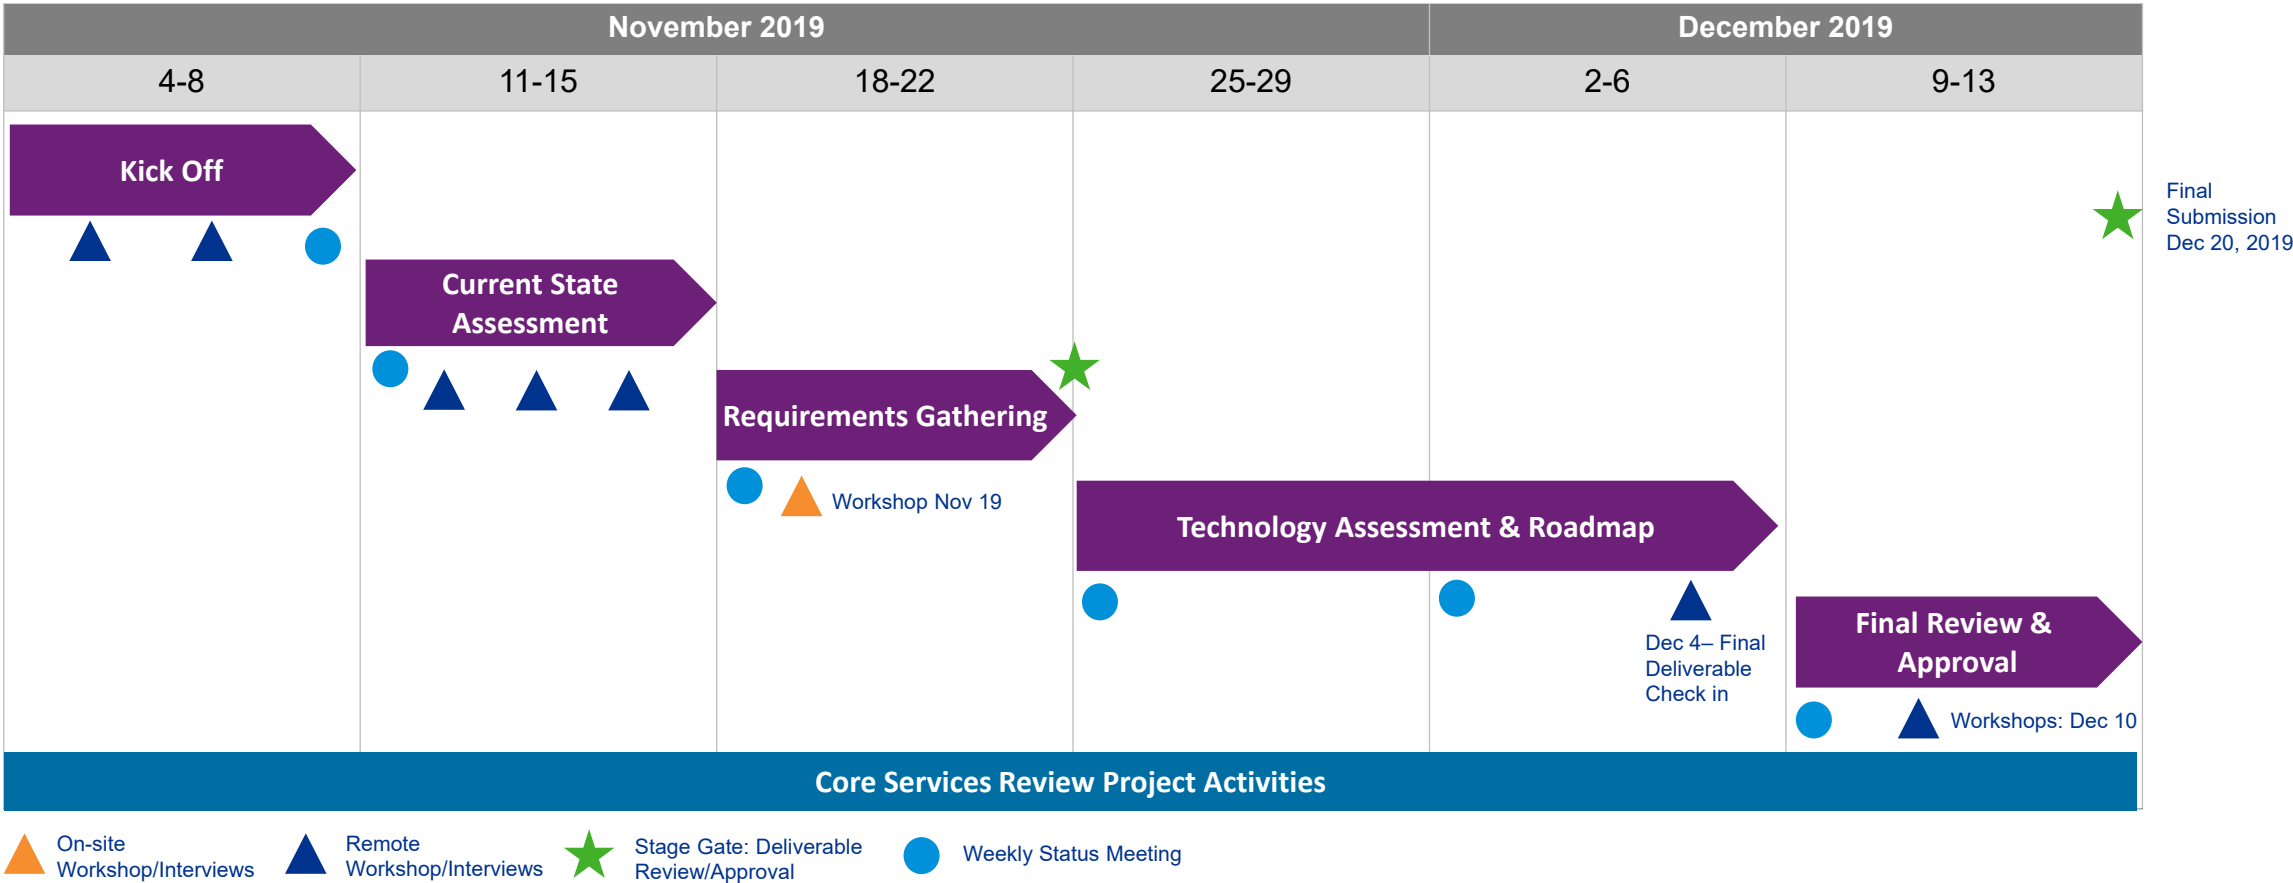 November 2019
December 2019
4-8
11-15
18-22
25-29
2-6
9-13
Kick Off
Final
Submission
Dec 20, 2019
Current State
Assessment
Requirements Gathering
Workshop Nov 19
Technology Assessment & Roadmap
Dec 4– Final
Deliverable
Check in
Final Review &
Approval
Workshops: Dec 10
Core Services Review Project Activities
On-site
Workshop/Interviews
Remote
Workshop/Interviews
Stage Gate: Deliverable
Review/Approval
Weekly Status Meeting